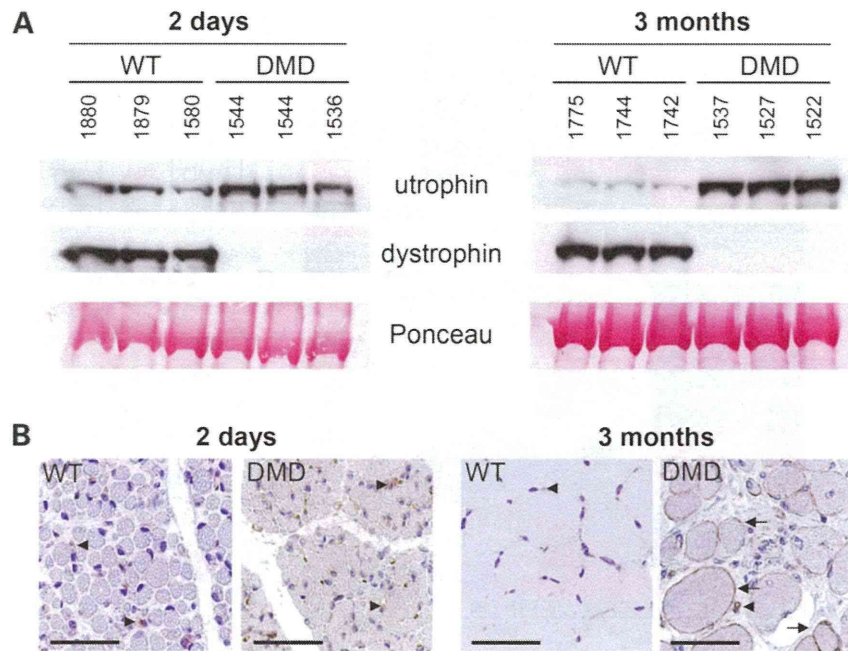 A
2 days
3 months
WT DMD
WT DMD
1880 1879 1580 1544 1544 1536
1775 1744 1742 1537 1527 1522
utrophin
dystrophin
Ponceau
B
2 days
3 months
WT DMD WT DMD